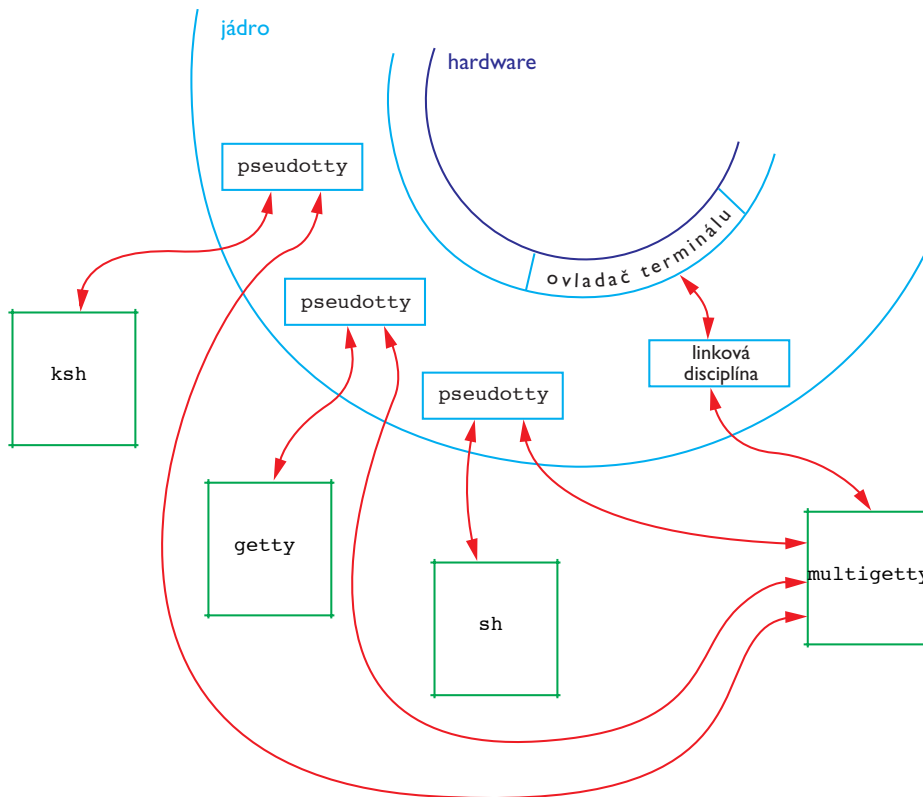 jádro
hardware
pseudotty
ovladač terminálu
pseudotty
linková
disciplína
ksh
pseudotty
getty
multigetty
sh